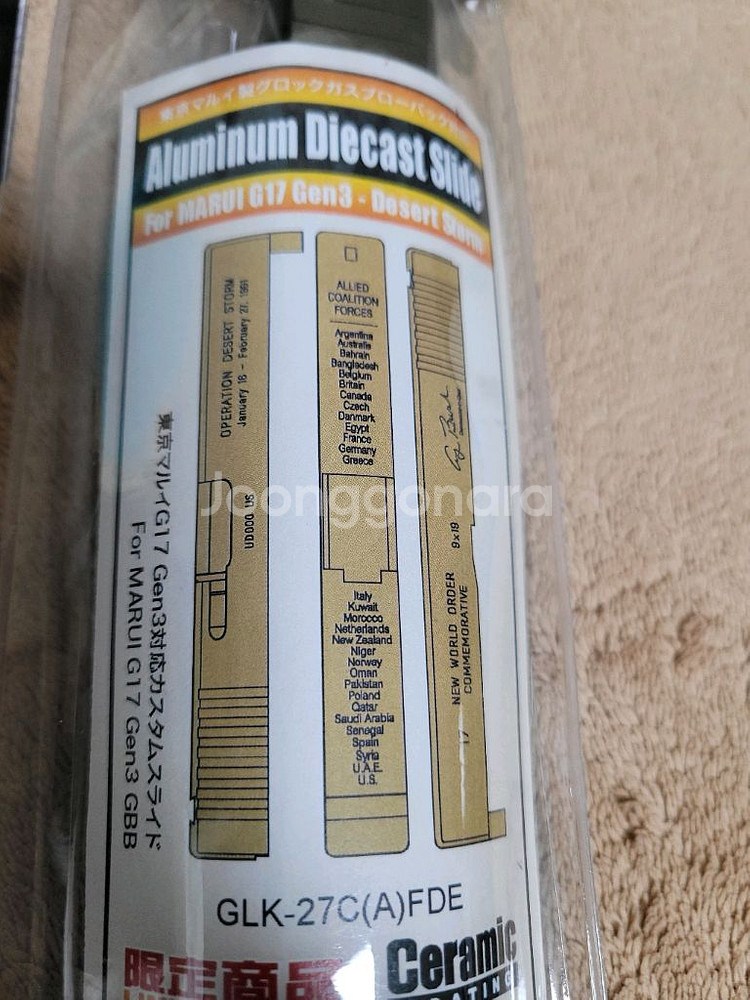 東京マルイ製グロックガスブローバック
Aluminum Diecast Slide
For MARUI G17 Gen3 - Desert Storm
OPERATION DESERT STORM
January 16 - February 27, 1991
UD000 US
ALLIED
COALITION
FORCES
Argentina
Australia
Bahrain
Bangladesh
Belgium
Britain
Canada
Czech
Danmark
Egypt
France
Germany
Greece
Italy
Kuwait
Morocco
Netherlands
New Zealand
Niger
Norway
Oman
Pakistan
Poland
Qatar
Saudi Arabia
Senegal
Spain
Syria
U.A.E.
U.S.
9x19
NEW WORLD ORDER
COMMEMORATIVE
17
東京マルイG17 Gen3対応カスタムスライド
For MARUI G17 Gen3 GBB
Joonggonara
GLK-27C(A)FDE
限定商品
Ceramic